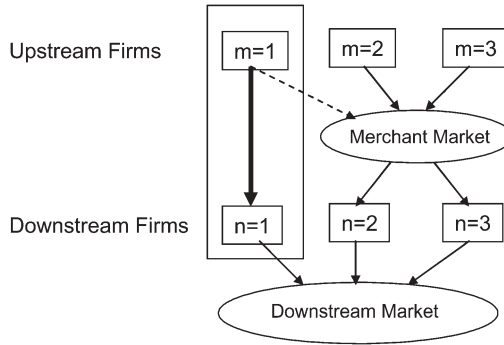 Upstream Firms
m=1
m=2
m=3
Merchant Market
Downstream Firms
n=1
n=2
n=3
Downstream Market